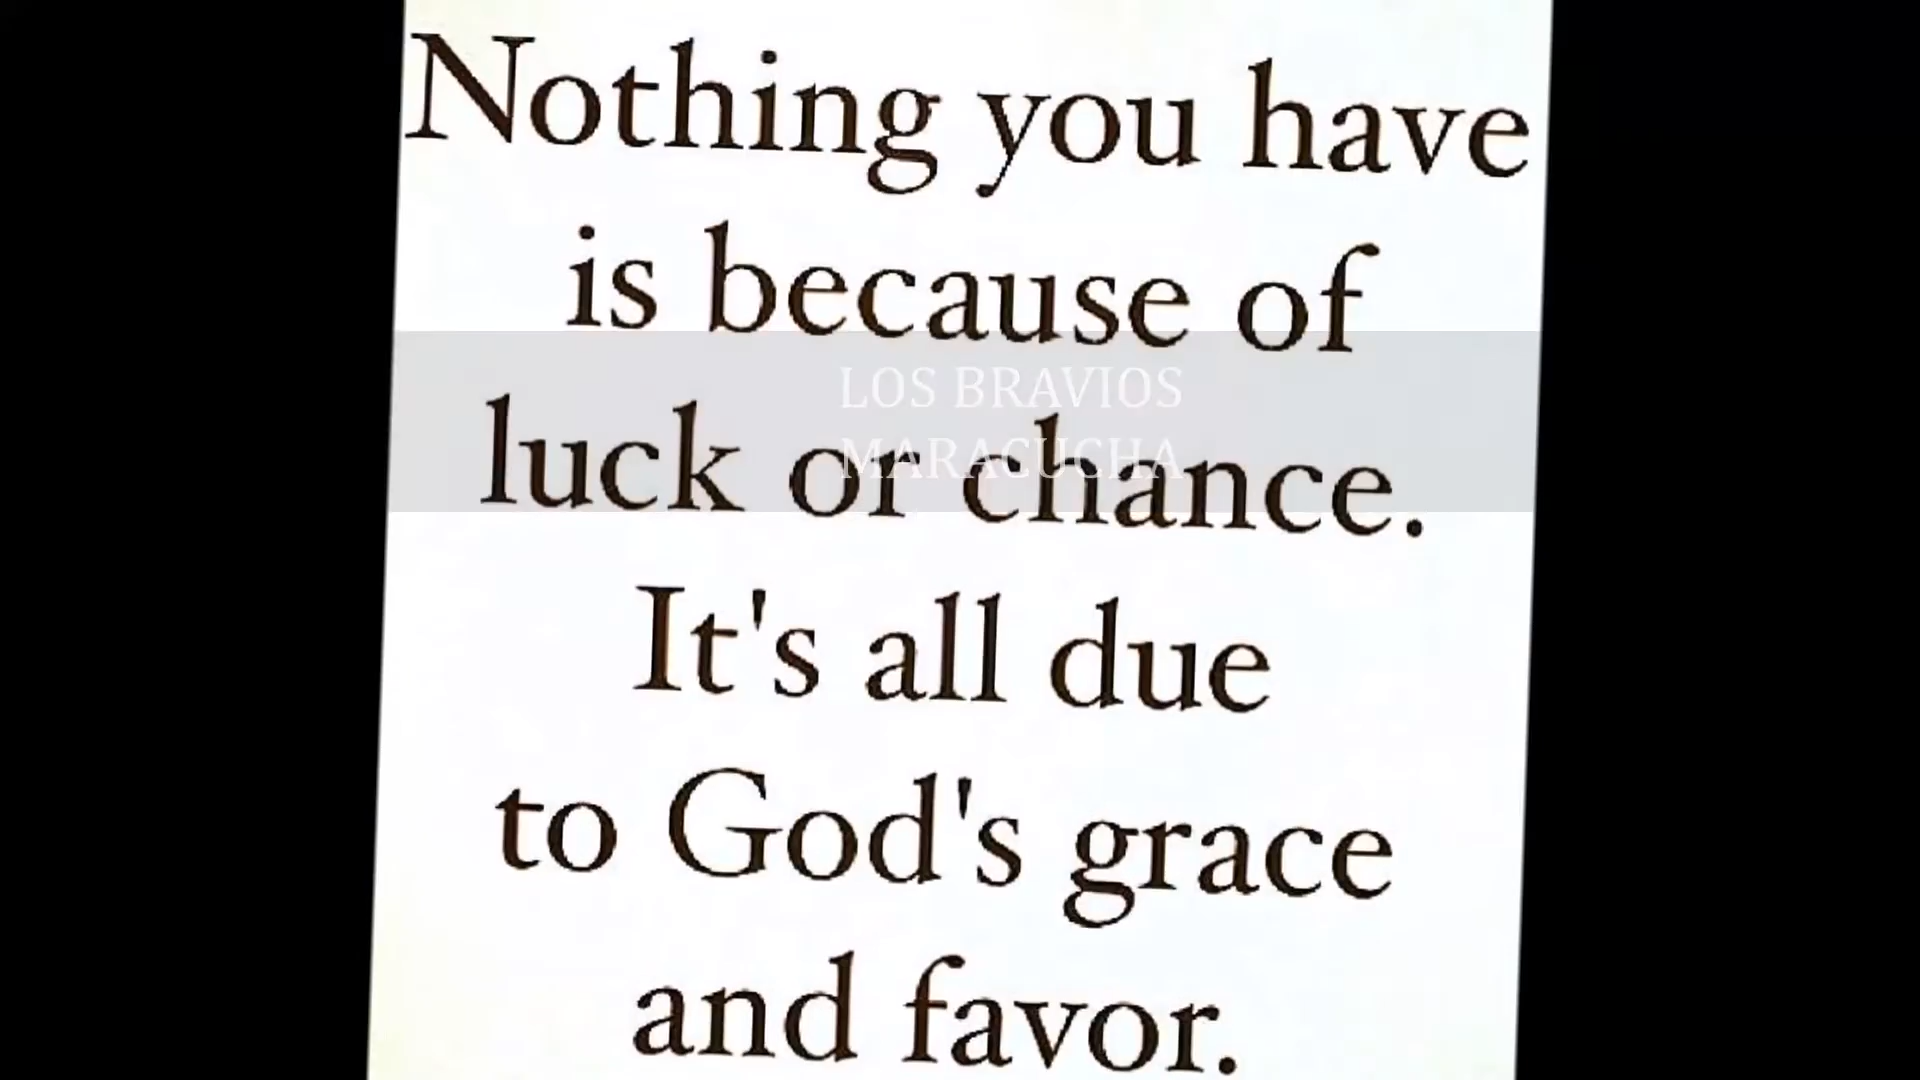 Nothing you have
is because of
LOS BRAVIOS
luck or chance.
MARACUCHA
It's all due
to God's grace
and favor.